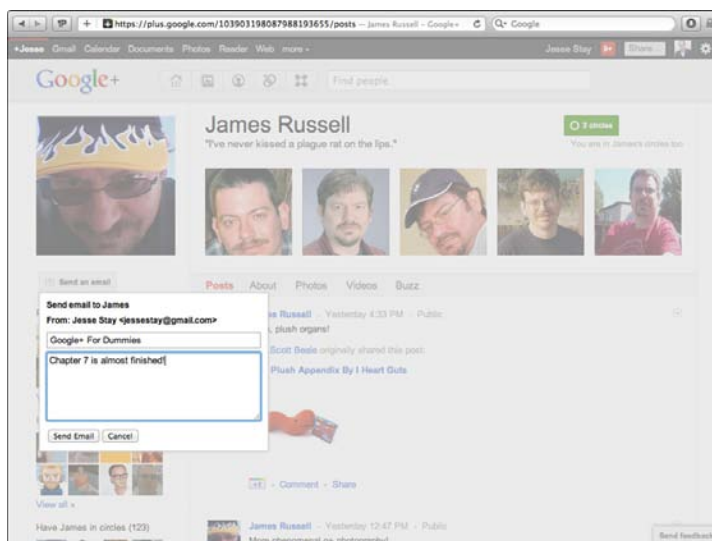 https://plus.google.com/103903198087988193655/posts — James Russell – Google+
Google
+Jesse Gmail Calendar Documents Photos Reader Web more
Jesse Stay
Share...
Google+
Find people
James Russell
"I've never kissed a plague rat on the lips."
7 circles
You are in James's circles too
Send an email
Posts About Photos Videos Buzz
Send email to James
From: Jesse Stay <jessestay@gmail.com>
Google+ For Dummies
Chapter 7 is almost finished!
Send Email Cancel
Russell - Yesterday 4:33 PM - Public
, plush organs!
Scott Beale originally shared this post:
Plush Appendix By I Heart Guts
+1 - Comment - Share
View all »
Have James in circles (123)
James Russell - Yesterday 12:47 PM - Public
Send feedback